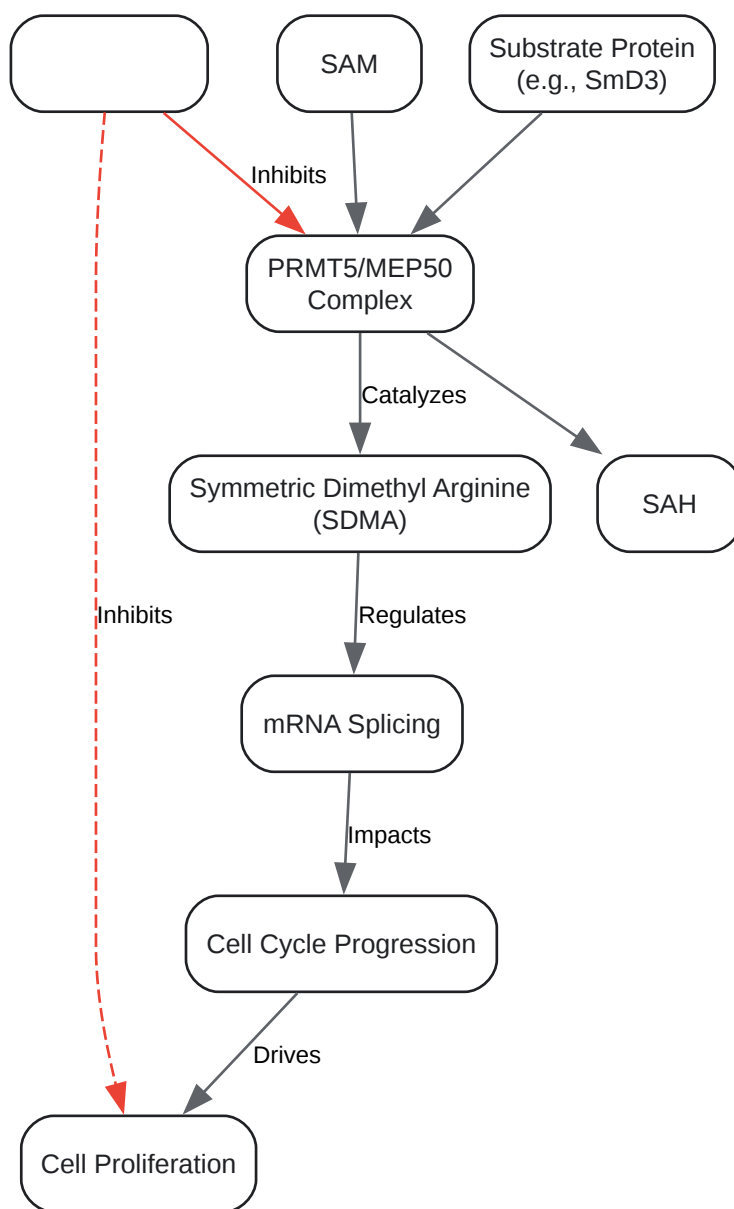 SAM
Substrate Protein
(e.g., SmD3)
Inhibits
PRMT5/MEP50
Complex
Catalyzes
Symmetric Dimethyl Arginine
(SDMA)
SAH
Inhibits
Regulates
mRNA Splicing
Impacts
Cell Cycle Progression
Drives
Cell Proliferation